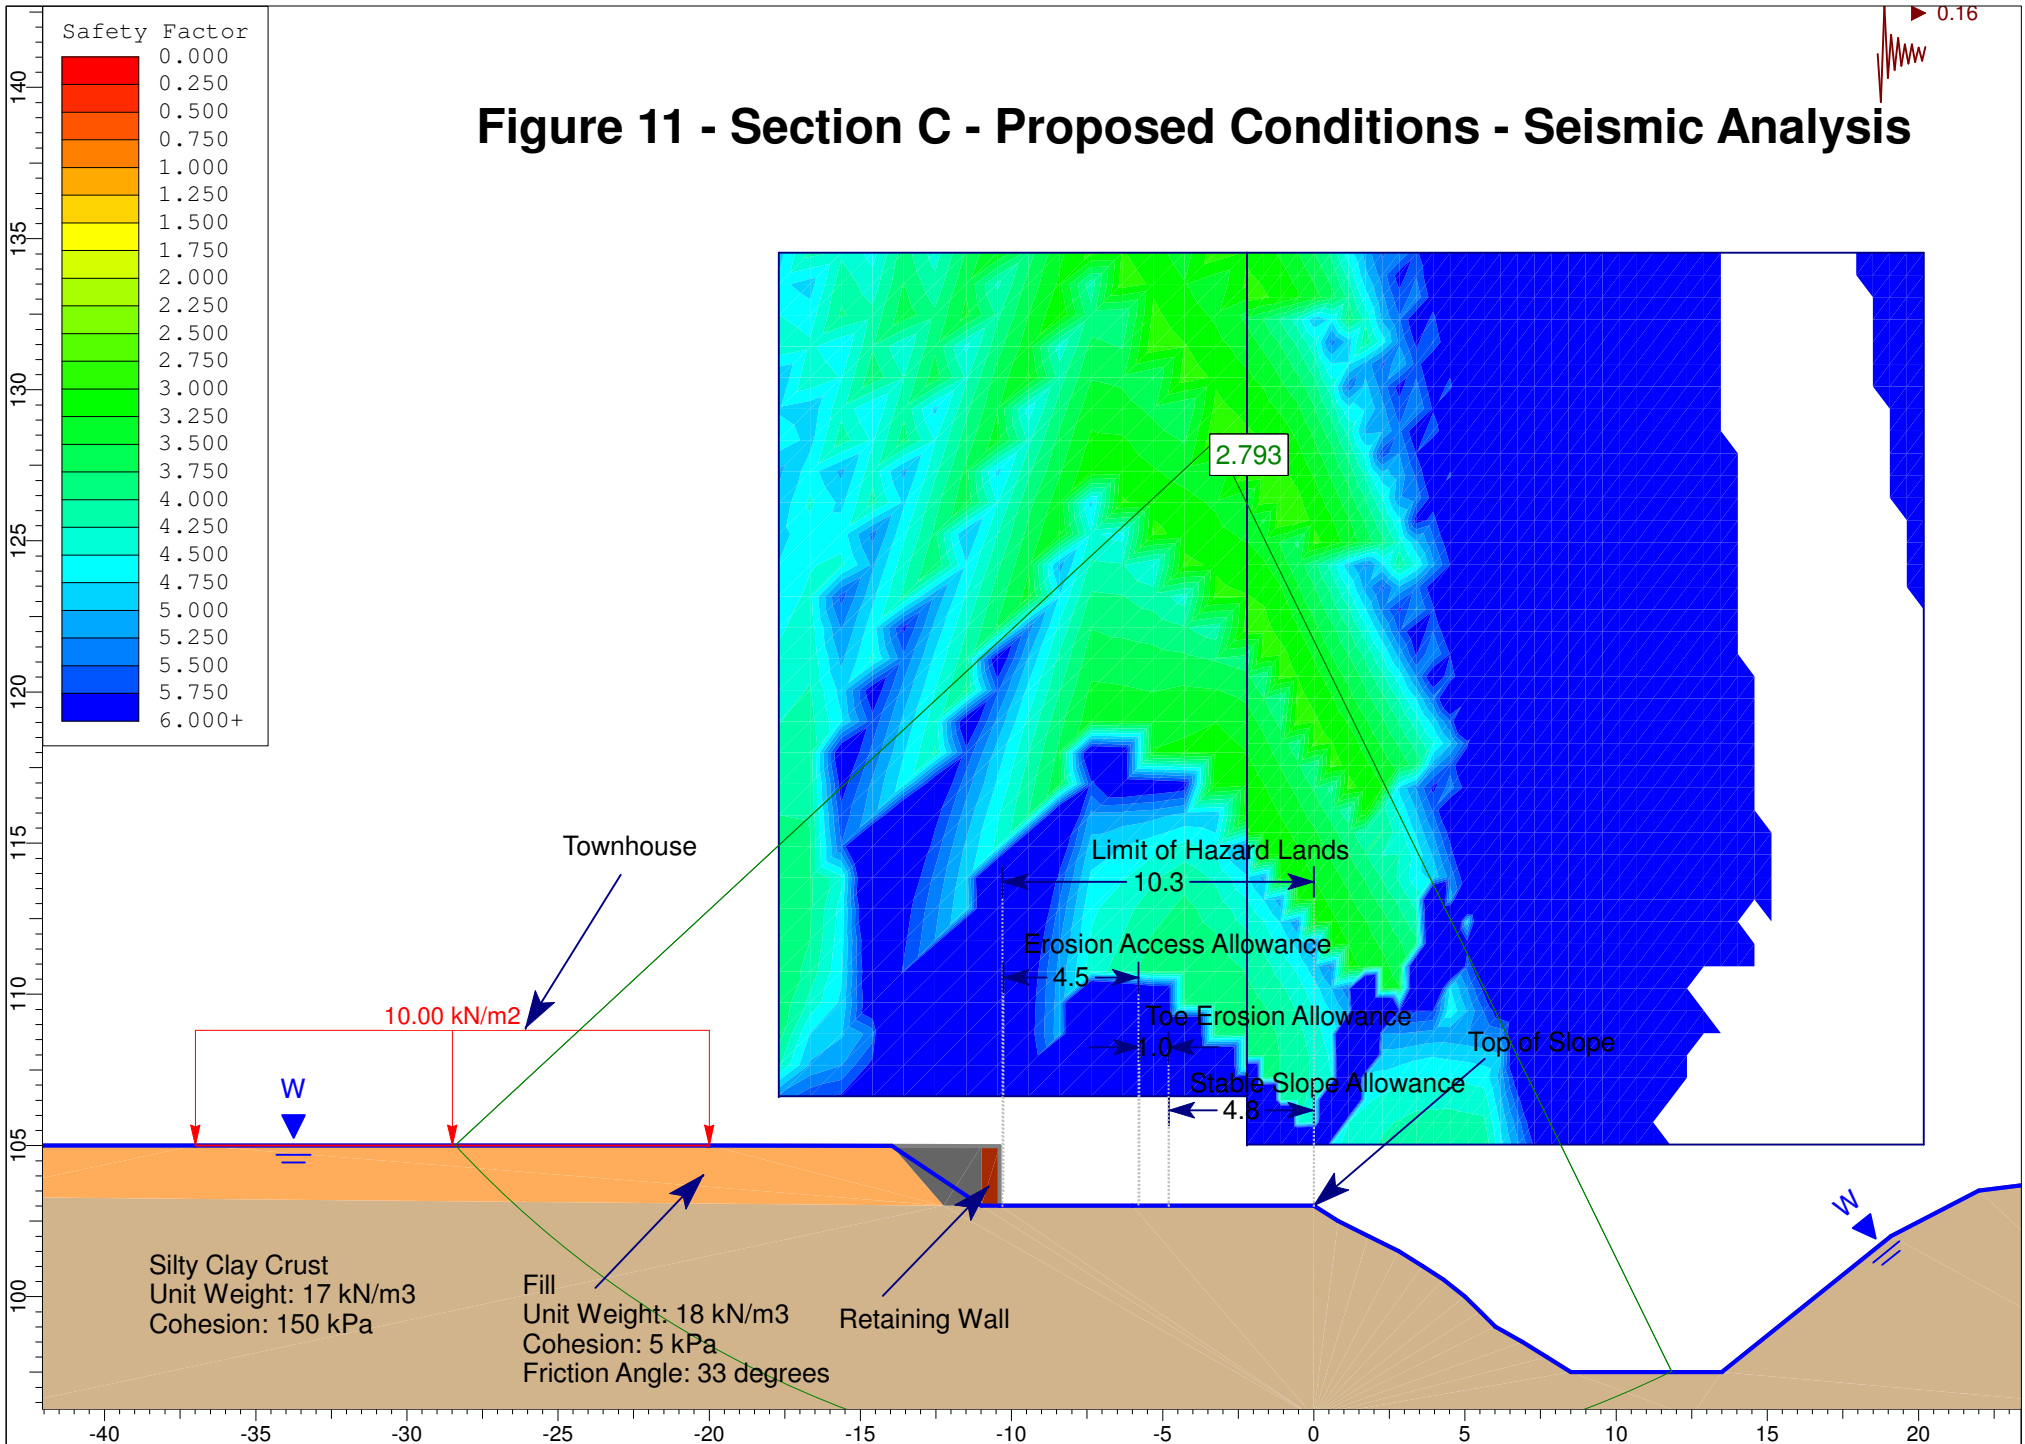 Safety Factor
0.000
0.250
0.500
0.750
1.000
1.250
1.500
1.750
2.000
2.250
2.500
2.750
3.000
3.250
3.500
3.750
4.000
4.250
4.500
4.750
5.000
5.250
5.500
5.750
6.000+
0.16
Figure 11 - Section C - Proposed Conditions - Seismic Analysis
2.793
Townhouse
Limit of Hazard Lands
10.3
Erosion Access Allowance
4.5
Toe Erosion Allowance
1.0
Top of Slope
Stable Slope Allowance
4.8
10.00 kN/m2
W
W
Silty Clay Crust
Unit Weight: 17 kN/m3
Cohesion: 150 kPa
Fill
Unit Weight: 18 kN/m3
Cohesion: 5 kPa
Friction Angle: 33 degrees
Retaining Wall
140
135
130
125
120
115
110
105
100
-40
-35
-30
-25
-20
-15
-10
-5
0
5
10
15
20